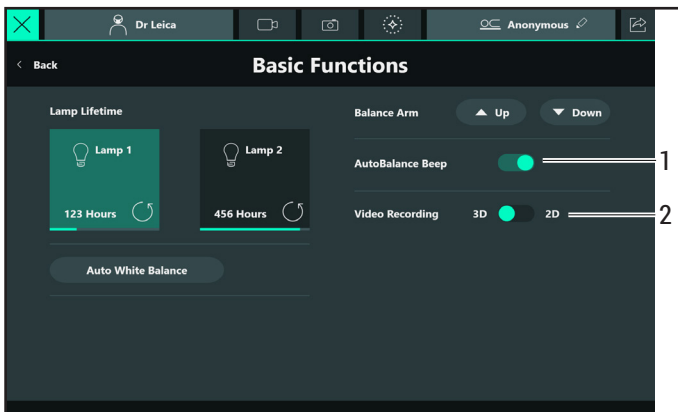 Dr Leica
Anonymous
Back
Basic Functions
Lamp Lifetime
Lamp 1
123 Hours
Lamp 2
456 Hours
Auto White Balance
Balance Arm
Up
Down
AutoBalance Beep
1
Video Recording
3D
2D
2